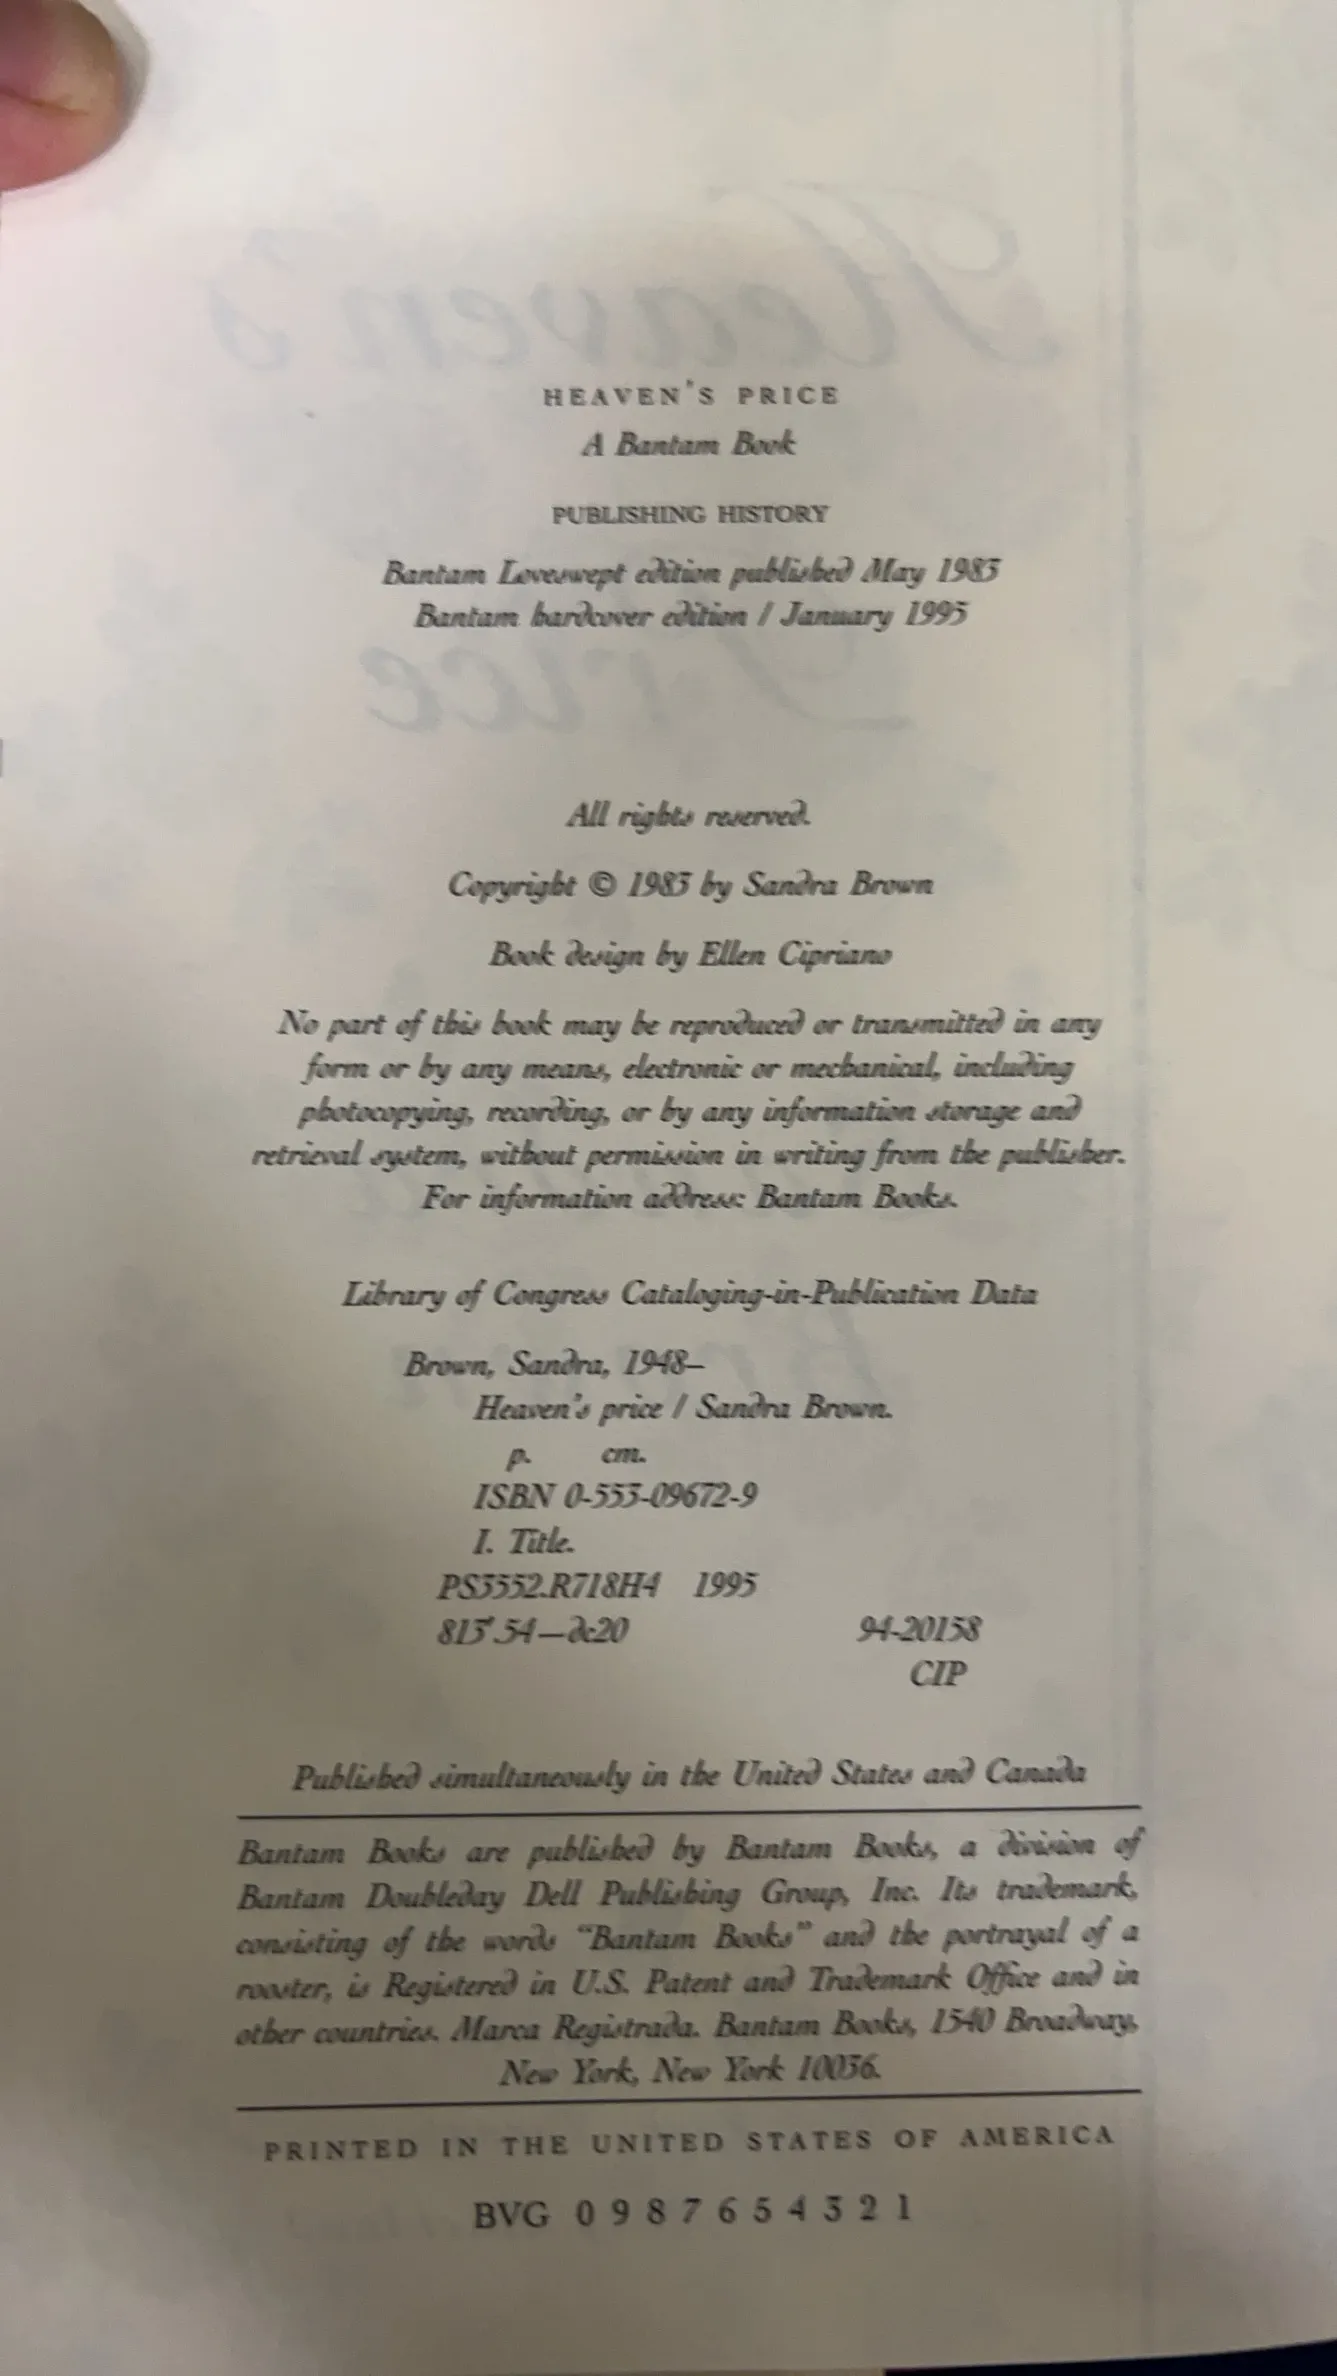 HEAVEN'S PRICE
A Bantam Book
PUBLISHING HISTORY
Bantam Loveswept edition published May 1983
Bantam hardcover edition / January 1995
All rights reserved.
Copyright © 1983 by Sandra Brown
Book design by Ellen Cipriano
No part of this book may be reproduced or transmitted in any
form or by any means, electronic or mechanical, including
photocopying, recording, or by any information storage and
retrieval system, without permission in writing from the publisher.
For information address: Bantam Books.
Library of Congress Cataloging-in-Publication Data
Brown, Sandra, 1948–
Heaven's price / Sandra Brown.
p. cm.
ISBN 0-553-09672-9
I. Title.
PS3552.R718H4 1995
813'.54—dc20 94-20158
CIP
Published simultaneously in the United States and Canada
Bantam Books are published by Bantam Books, a division of
Bantam Doubleday Dell Publishing Group, Inc. Its trademark,
consisting of the words “Bantam Books” and the portrayal of a
rooster, is Registered in U.S. Patent and Trademark Office and in
other countries. Marca Registrada. Bantam Books, 1540 Broadway,
New York, New York 10036.
PRINTED IN THE UNITED STATES OF AMERICA
BVG 0 9 8 7 6 5 4 3 2 1